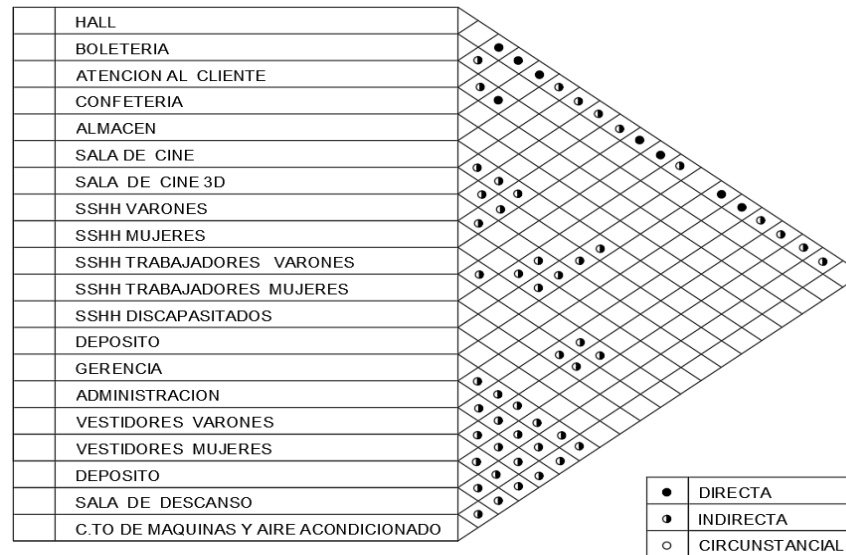 HALL
BOLETERIA
ATENCION AL CLIENTE
CONFETERIA
ALMACEN
SALA DE CINE
SALA DE CINE 3D
SSHH VARONES
SSHH MUJERES
SSHH TRABAJADORES VARONES
SSHH TRABAJADORES MUJERES
SSHH DISCAPASITADOS
DEPOSITO
GERENCIA
ADMINISTRACION
VESTIDORES VARONES
VESTIDORES MUJERES
DEPOSITO
SALA DE DESCANSO
C.TO DE MAQUINAS Y AIRE ACONDICIONADO
DIRECTA
INDIRECTA
CIRCUNSTANCIAL